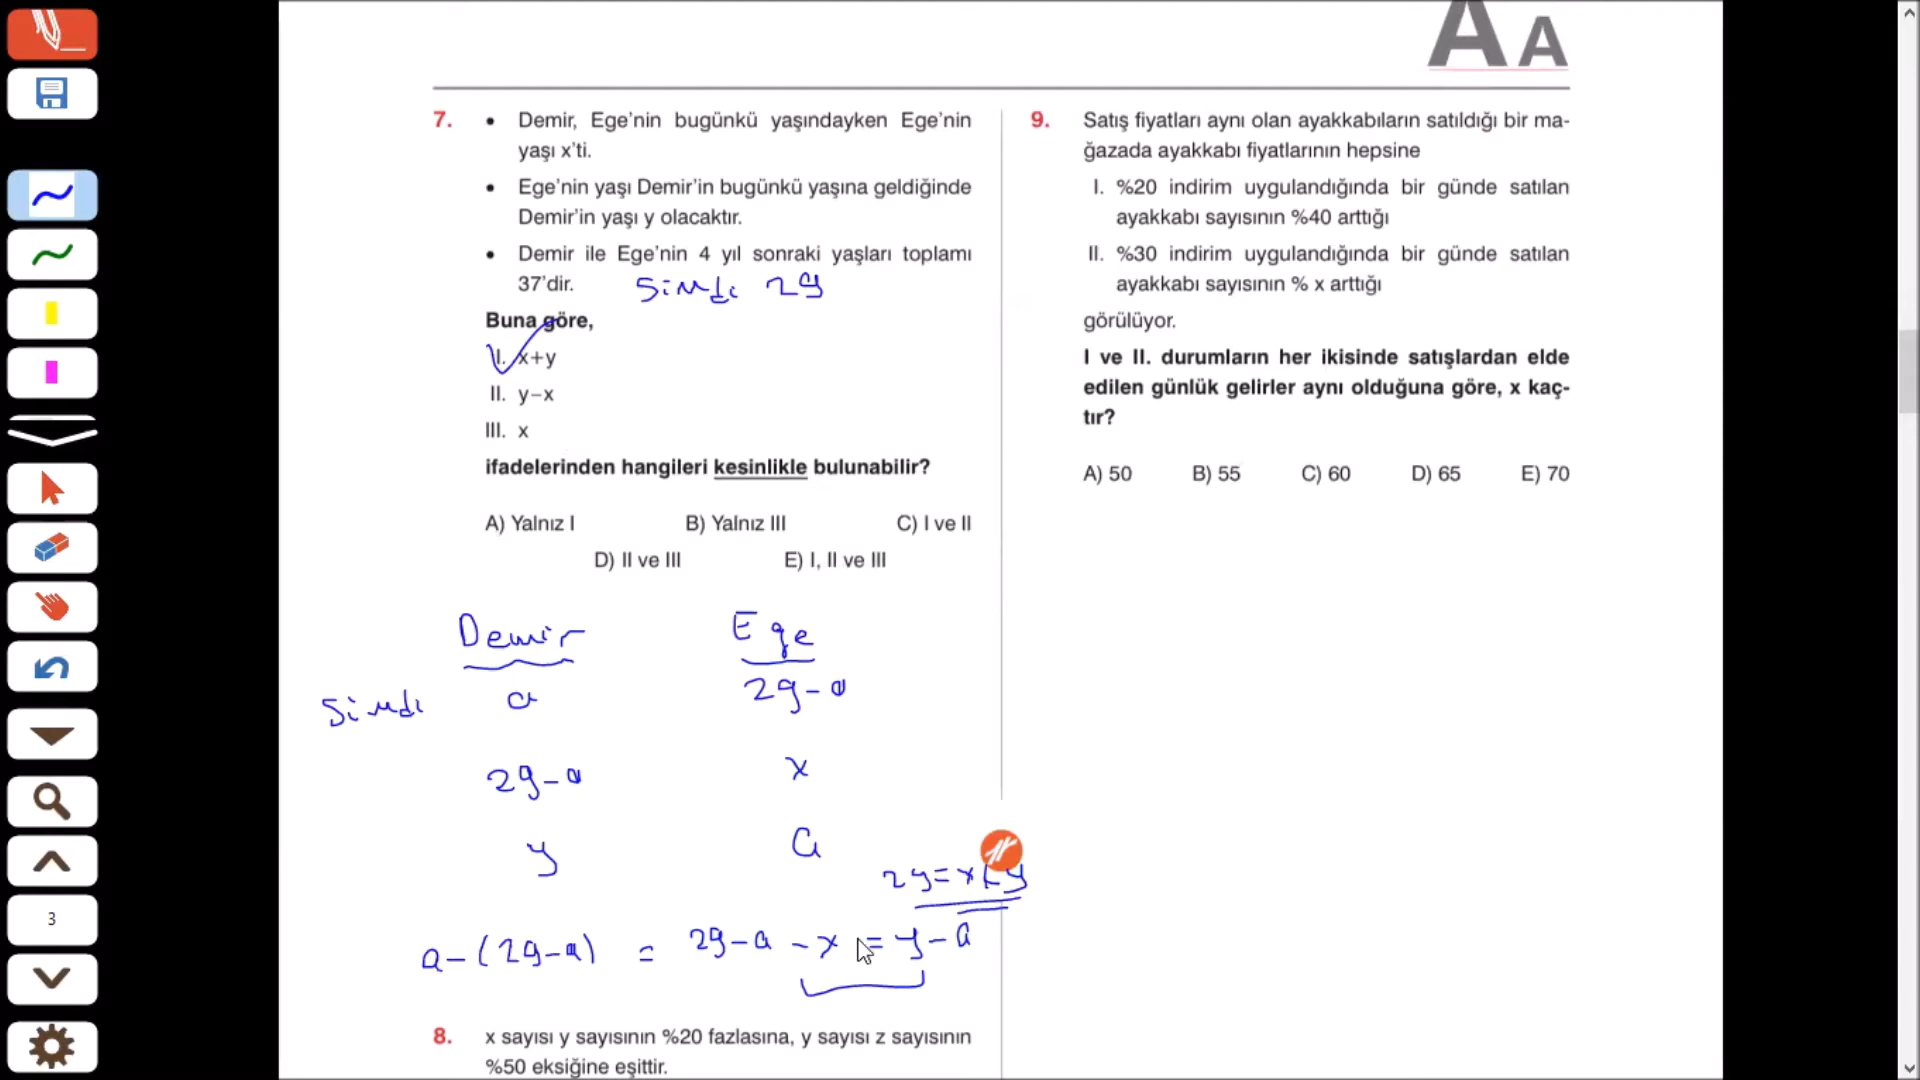 A A
7. • Demir, Ege'nin bugünkü yaşındayken Ege'nin
yaşı x'ti.
• Ege'nin yaşı Demir'in bugünkü yaşına geldiğinde
Demir'in yaşı y olacaktır.
• Demir ile Ege'nin 4 yıl sonraki yaşları toplamı
37'dir. Şimdi 29
Buna göre,
I. x+y
II. y−x
III. x
ifadelerinden hangileri kesinlikle bulunabilir?
A) Yalnız I B) Yalnız III C) I ve II
D) II ve III E) I, II ve III
Demir Ege
Şimdi a 29-a
29-a x
y a
29=x+y
a-(29-a) = 29-a -x = y-a
8. x sayısı y sayısının %20 fazlasına, y sayısı z sayısının
%50 eksiğine eşittir.
9. Satış fiyatları aynı olan ayakkabıların satıldığı bir ma-
ğazada ayakkabı fiyatlarının hepsine
I. %20 indirim uygulandığında bir günde satılan
ayakkabı sayısının %40 arttığı
II. %30 indirim uygulandığında bir günde satılan
ayakkabı sayısının % x arttığı
görülüyor.
I ve II. durumların her ikisinde satışlardan elde
edilen günlük gelirler aynı olduğuna göre, x kaç-
tır?
A) 50 B) 55 C) 60 D) 65 E) 70
3